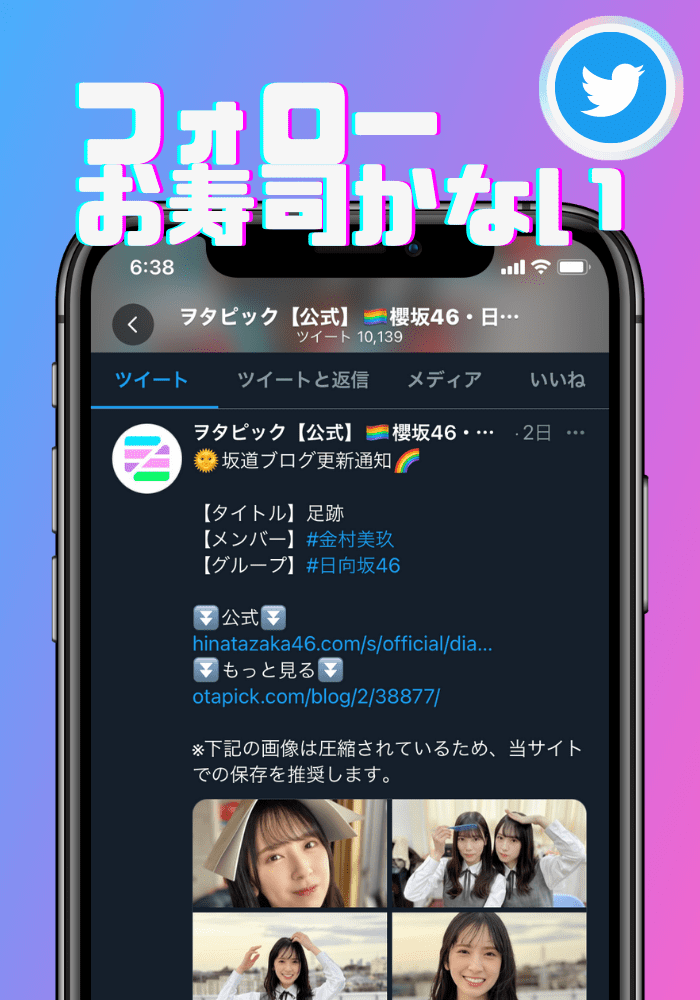 フォロー
お寿司かない
6:38
ヲタピック【公式】🏳️‍🌈櫻坂46・日…
ツイート 10,139
ツイート ツイートと返信 メディア いいね
ヲタピック【公式】🏳️‍🌈櫻坂46・… ・2日 …
🌞坂道ブログ更新通知🌈
【タイトル】足跡
【メンバー】#金村美玖
【グループ】#日向坂46
⏬公式⏬
hinatazaka46.com/s/official/dia...
⏬もっと見る⏬
otapick.com/blog/2/38877/
※下記の画像は圧縮されているため、当サイト
での保存を推奨します。